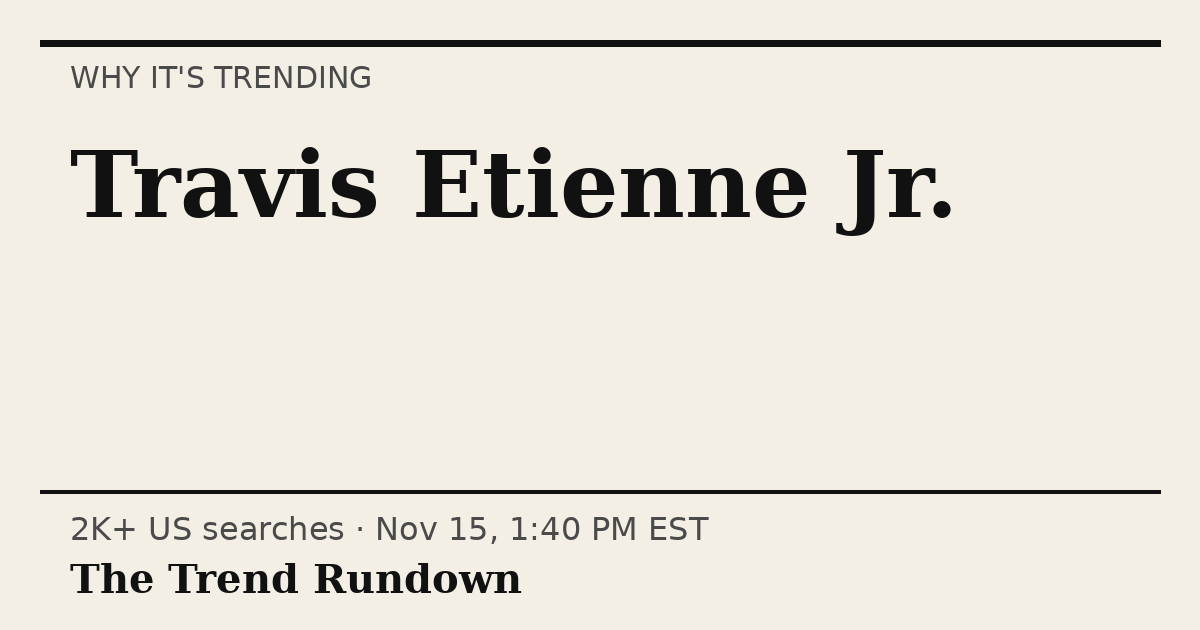 WHY IT'S TRENDING
Travis Etienne Jr.
2K+ US searches · Nov 15, 1:40 PM EST
The Trend Rundown